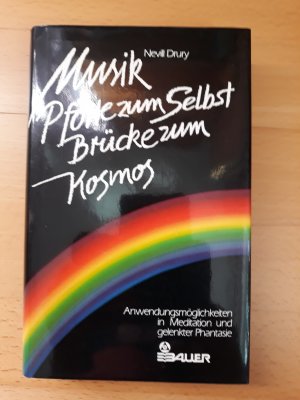 Nevill Drury
Musik
Pforte zum Selbst
Brücke zum
Kosmos
Anwendungsmöglichkeiten
in Meditation und
gelenkter Phantasie
BAUER